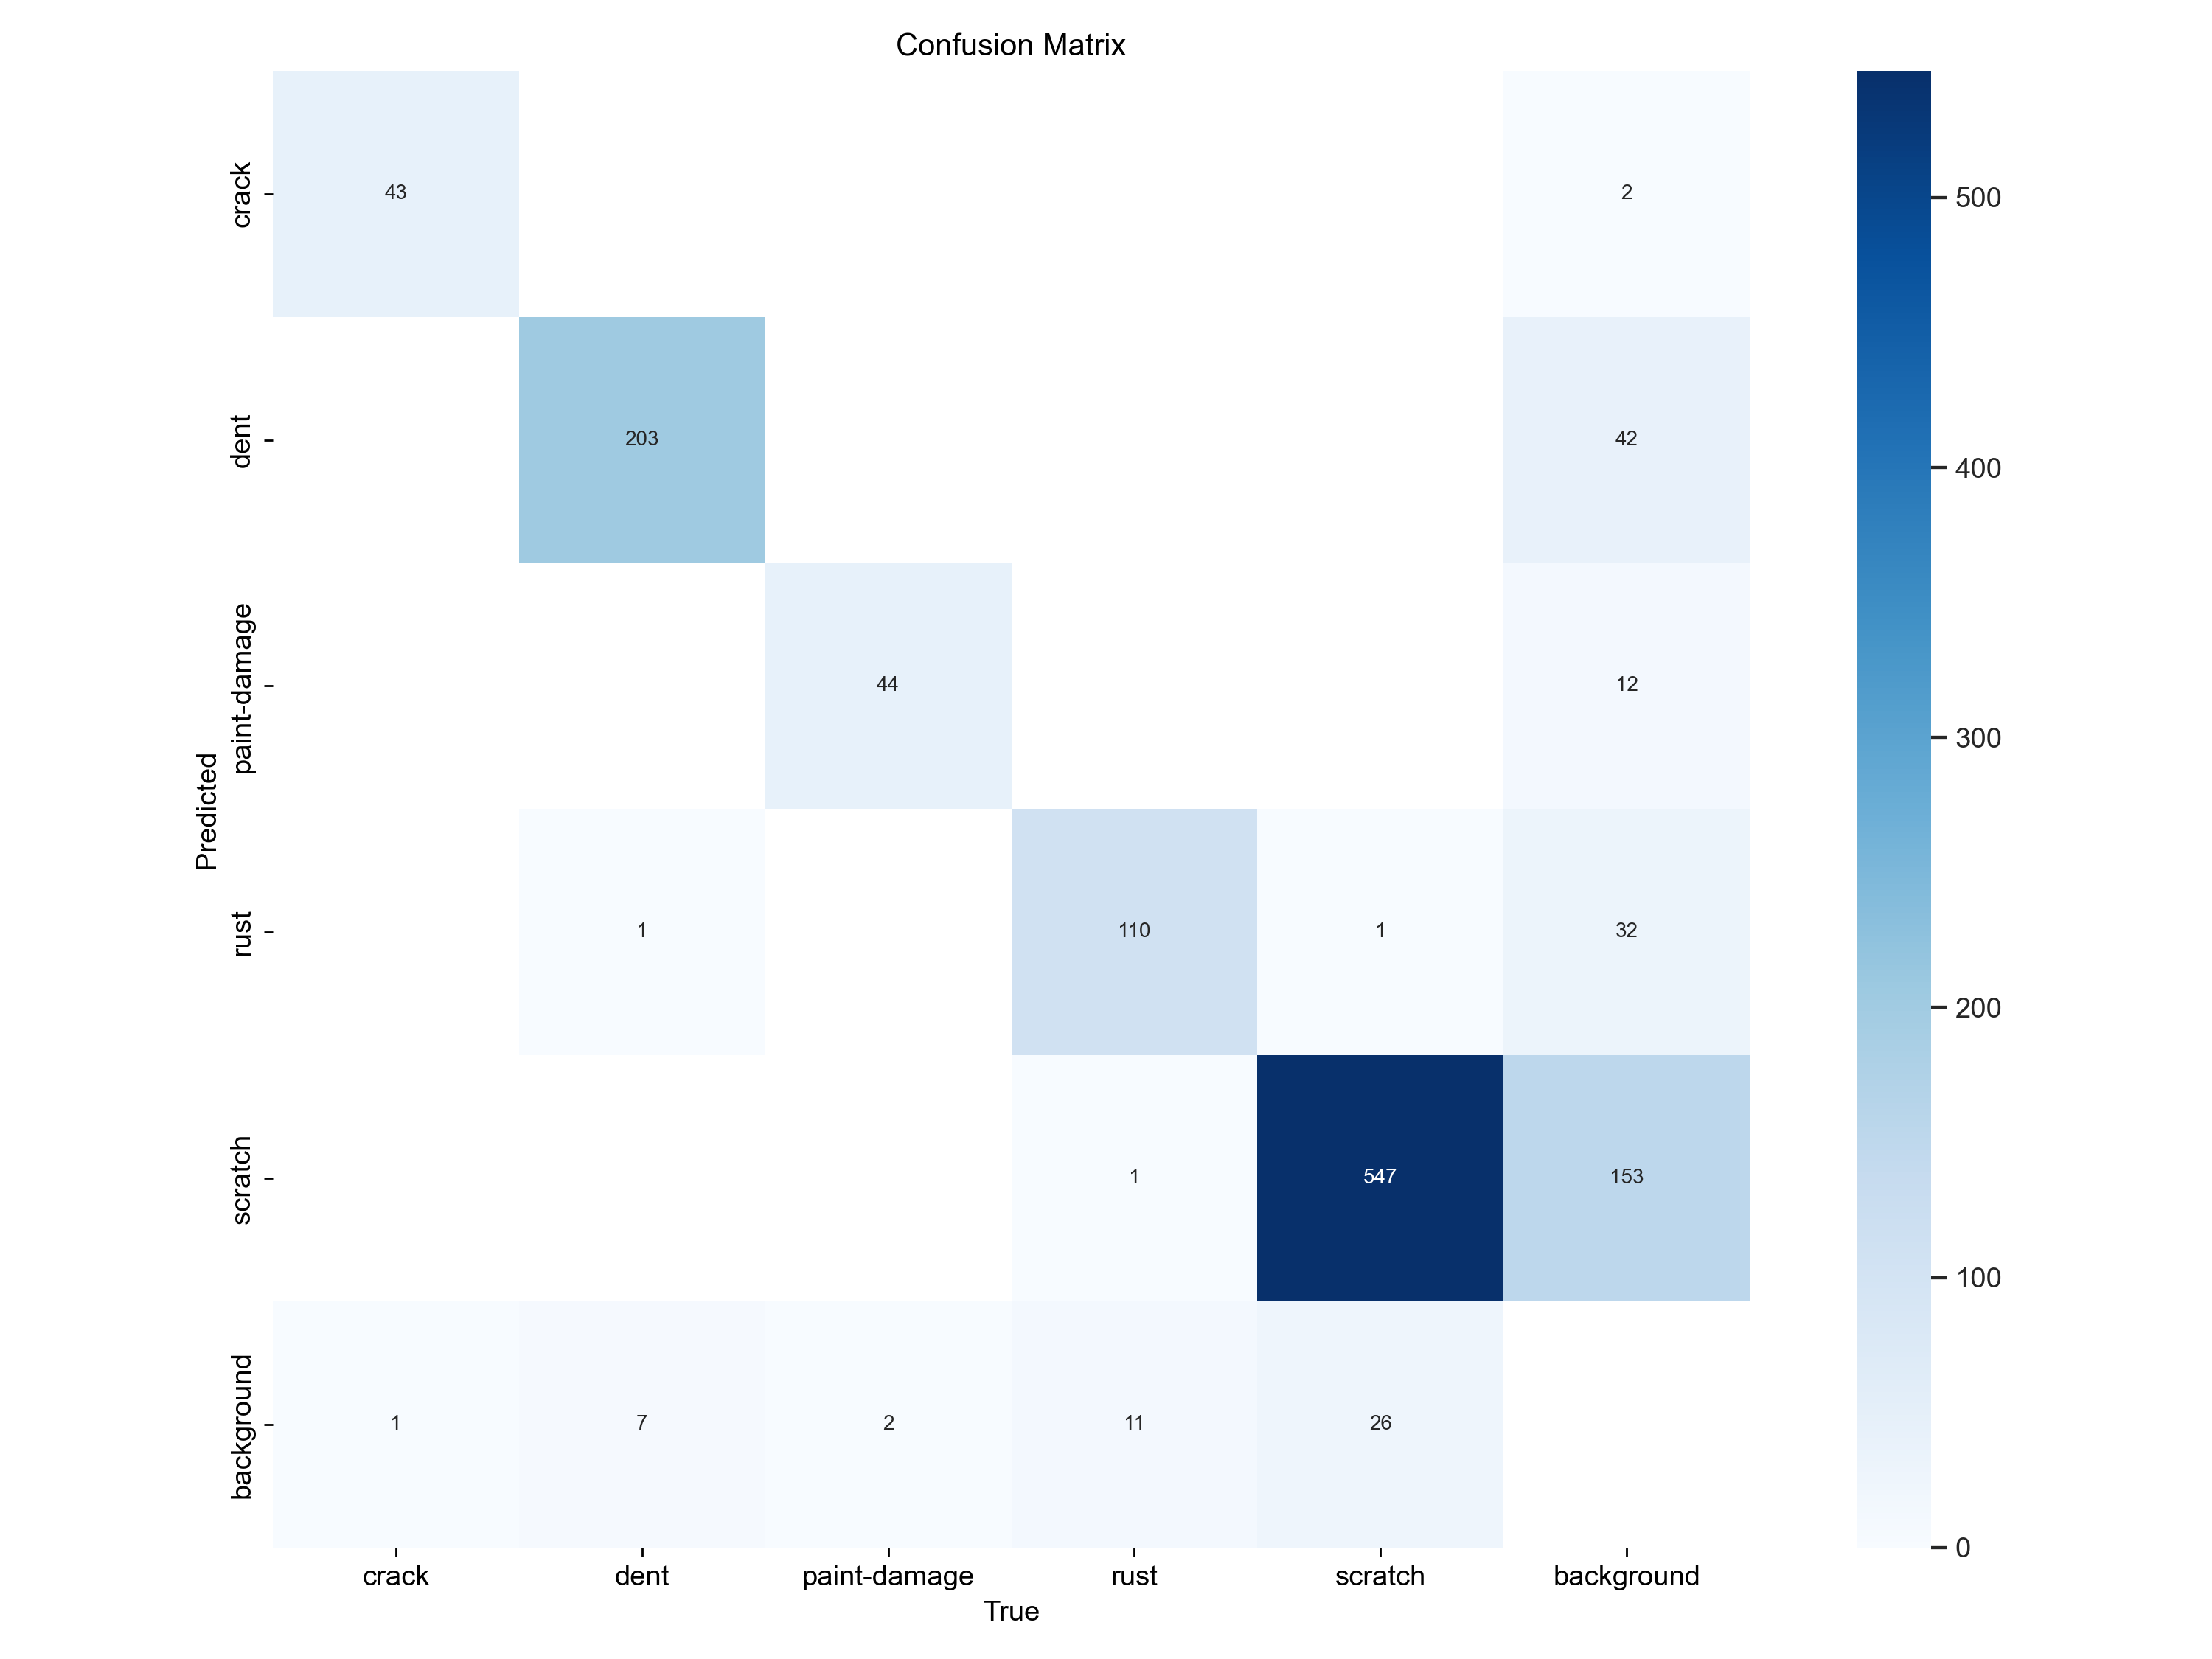 Confusion Matrix
crack
43
2
500
dent
203
42
400
paint-damage
44
12
300
Predicted
rust
1
110
1
32
200
scratch
1
547
153
100
background
1
7
2
11
26
0
crack
dent
paint-damage
rust
scratch
background
True